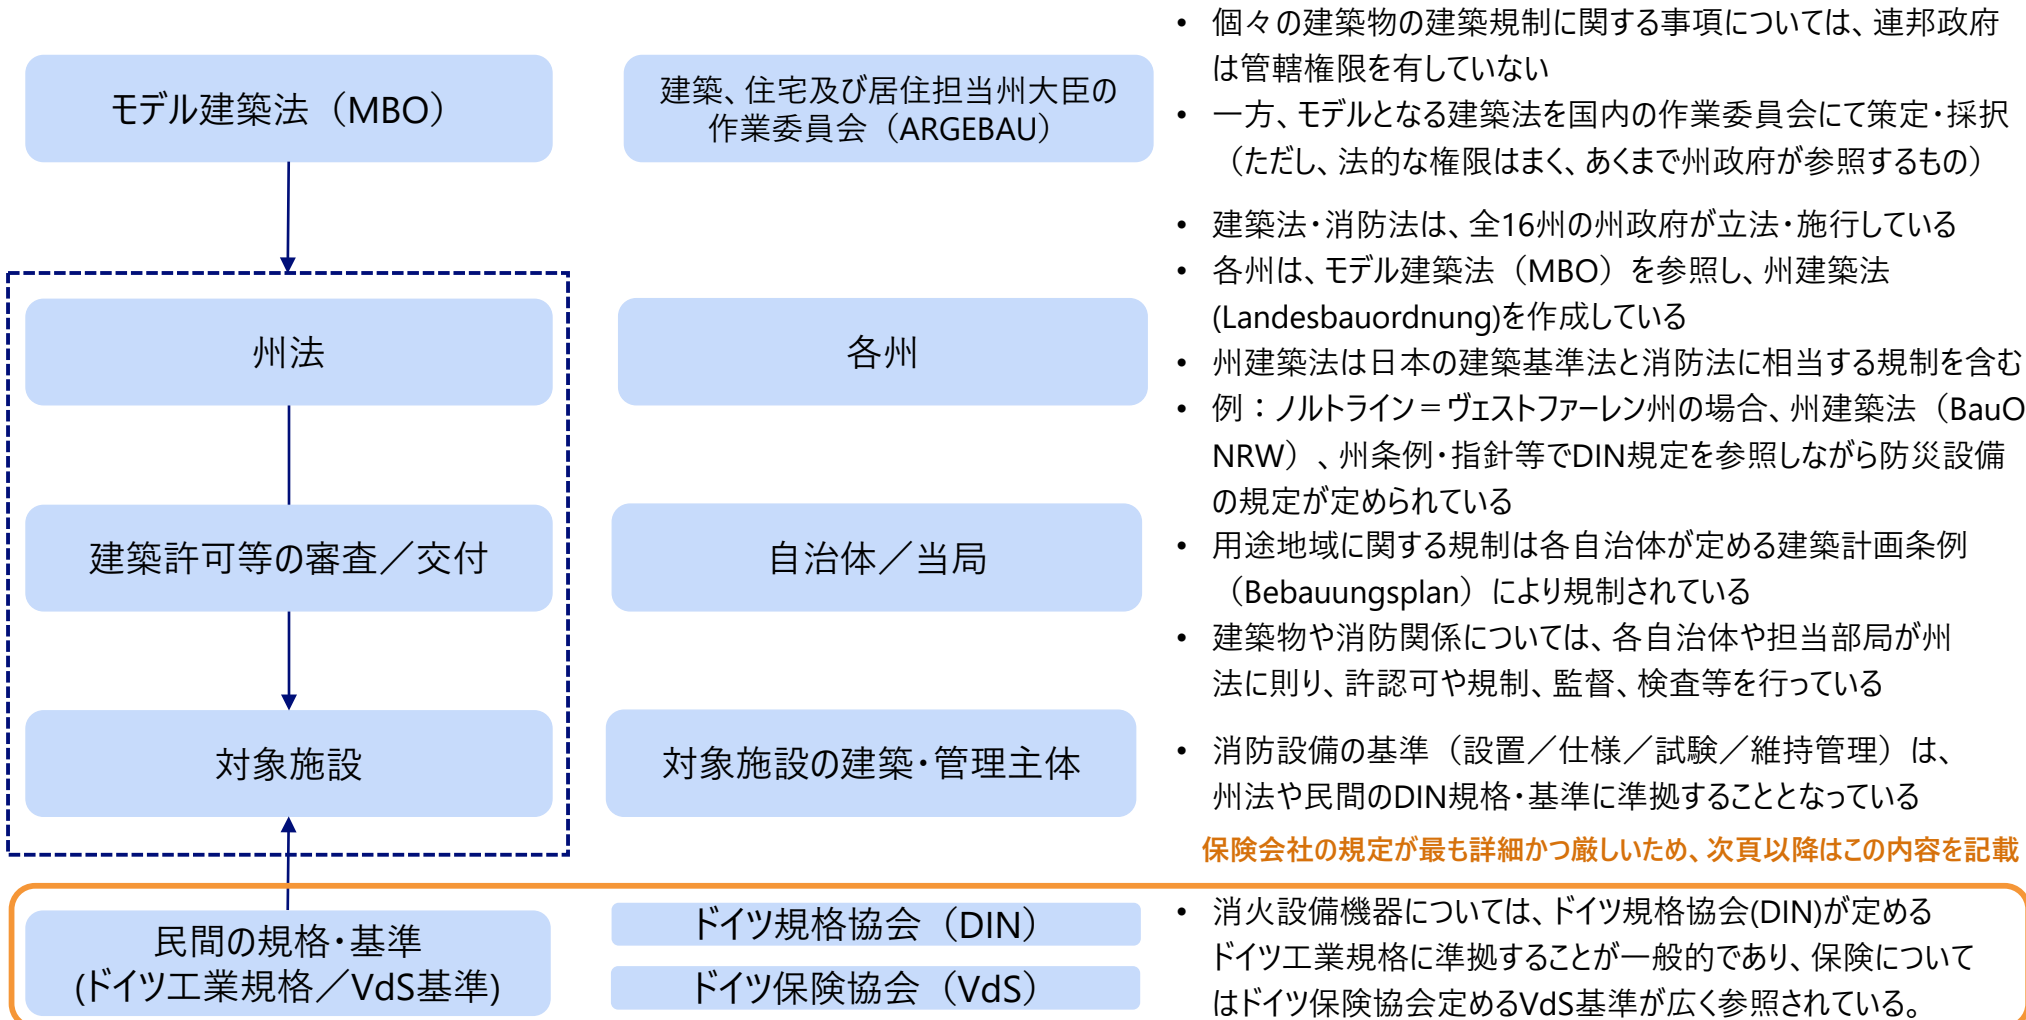 モデル建築法（MBO）
建築、住宅及び居住担当州大臣の
作業委員会（ARGEBAU）
• 個々の建築物の建築規制に関する事項については、連邦政府
は管轄権限を有していない
• 一方、モデルとなる建築法を国内の作業委員会にて策定・採択
（ただし、法的な権限はまく、あくまで州政府が参照するもの）
州法
各州
• 建築法・消防法は、全16州の州政府が立法・施行している
• 各州は、モデル建築法（MBO）を参照し、州建築法
(Landesbauordnung)を作成している
• 州建築法は日本の建築基準法と消防法に相当する規制を含む
• 例：ノルトライン＝ヴェストファーレン州の場合、州建築法（BauO
NRW）、州条例・指針等でDIN規定を参照しながら防災設備
の規定が定められている
建築許可等の審査／交付
自治体／当局
• 用途地域に関する規制は各自治体が定める建築計画条例
（Bebauungsplan）により規制されている
• 建築物や消防関係については、各自治体や担当部局が州
法に則り、許認可や規制、監督、検査等を行っている
対象施設
対象施設の建築・管理主体
• 消防設備の基準（設置／仕様／試験／維持管理）は、
州法や民間のDIN規格・基準に準拠することとなっている
保険会社の規定が最も詳細かつ厳しいため、次頁以降はこの内容を記載
民間の規格・基準
(ドイツ工業規格／VdS基準)
ドイツ規格協会（DIN）
ドイツ保険協会（VdS）
• 消火設備機器については、ドイツ規格協会(DIN)が定める
ドイツ工業規格に準拠することが一般的であり、保険について
はドイツ保険協会定めるVdS基準が広く参照されている。